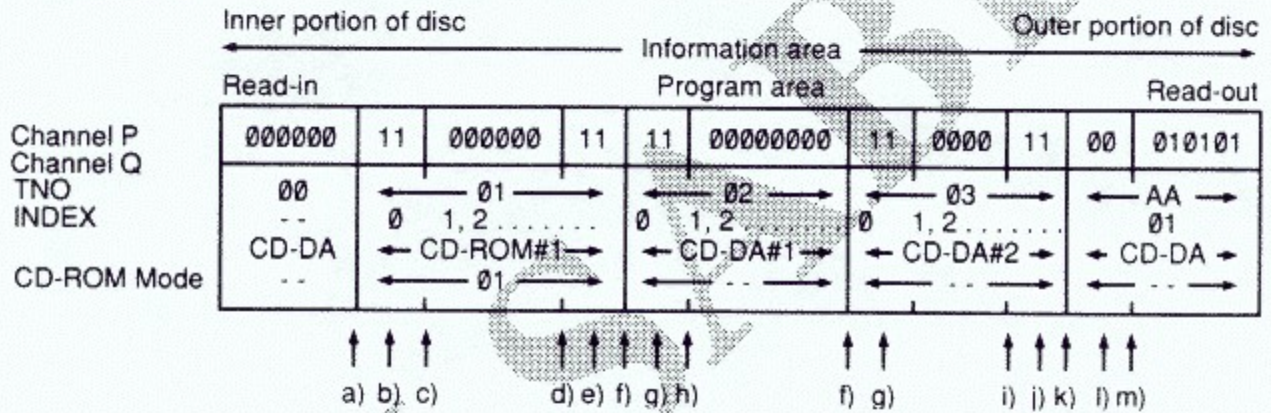 Inner portion of disc Outer portion of disc
Information area
Read-in Program area Read-out
Channel P 000000 11 000000 11 11 00000000 11 0000 11 00 010101
Channel Q
TNO 00 01 02 03 AA
INDEX - - 0 1, 2 . . . . . . . . . 0 1, 2 . . . . . . . . . 0 1, 2 . . . . . . . 01
CD-DA CD-ROM#1 CD-DA#1 CD-DA#2 CD-DA
CD-ROM Mode - - 01 - - - - - -
a) b) c) d) e) f) g) h) f) g) i) j) k) l) m)